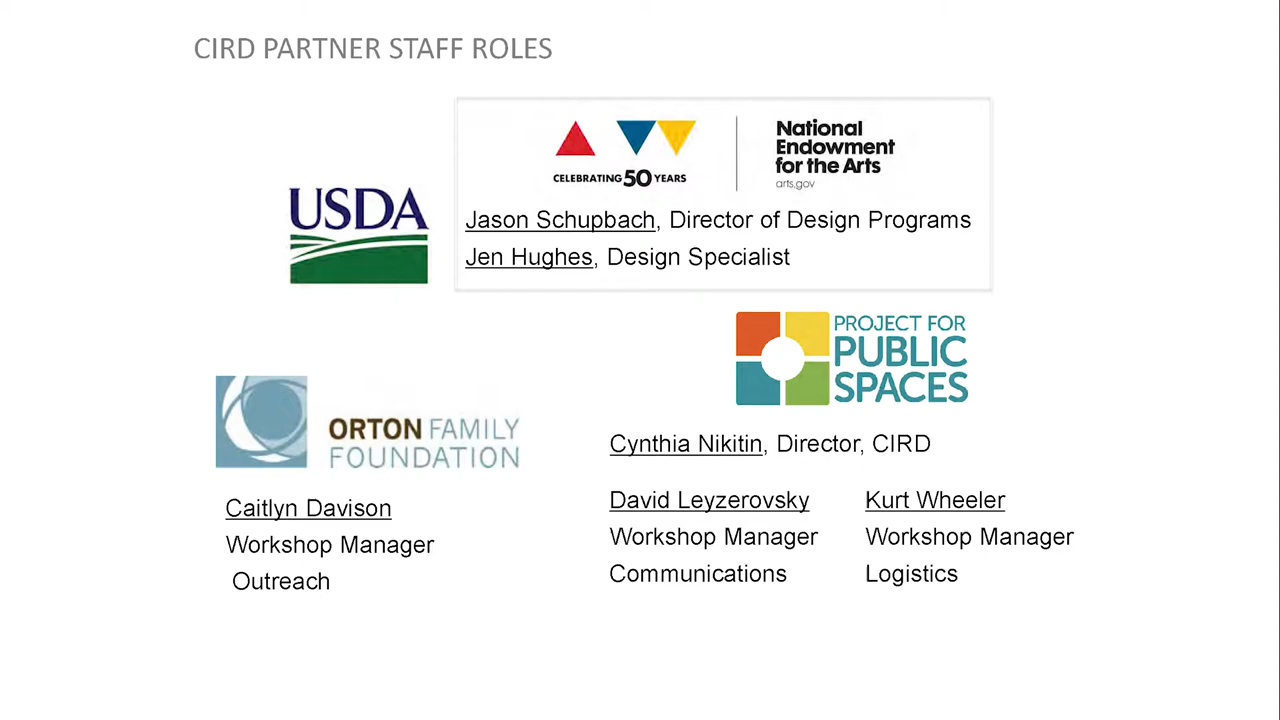 CIRD PARTNER STAFF ROLES
CELEBRATING 50 YEARS
National
Endowment
for the Arts
arts.gov
USDA
Jason Schupbach, Director of Design Programs
Jen Hughes, Design Specialist
PROJECT FOR
PUBLIC
SPACES
ORTON FAMILY
FOUNDATION
Cynthia Nikitin, Director, CIRD
Caitlyn Davison
Workshop Manager
Outreach
David Leyzerovsky
Workshop Manager
Communications
Kurt Wheeler
Workshop Manager
Logistics